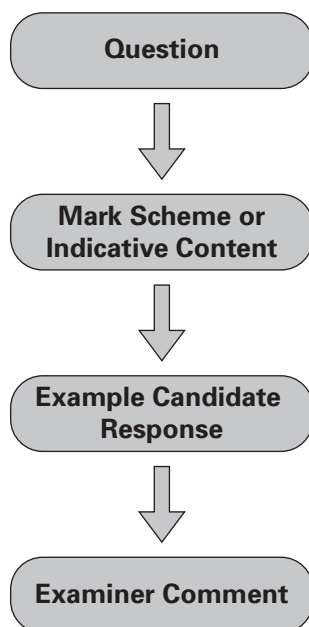 Question
Mark Scheme or
Indicative Content
Example Candidate
Response
Examiner Comment